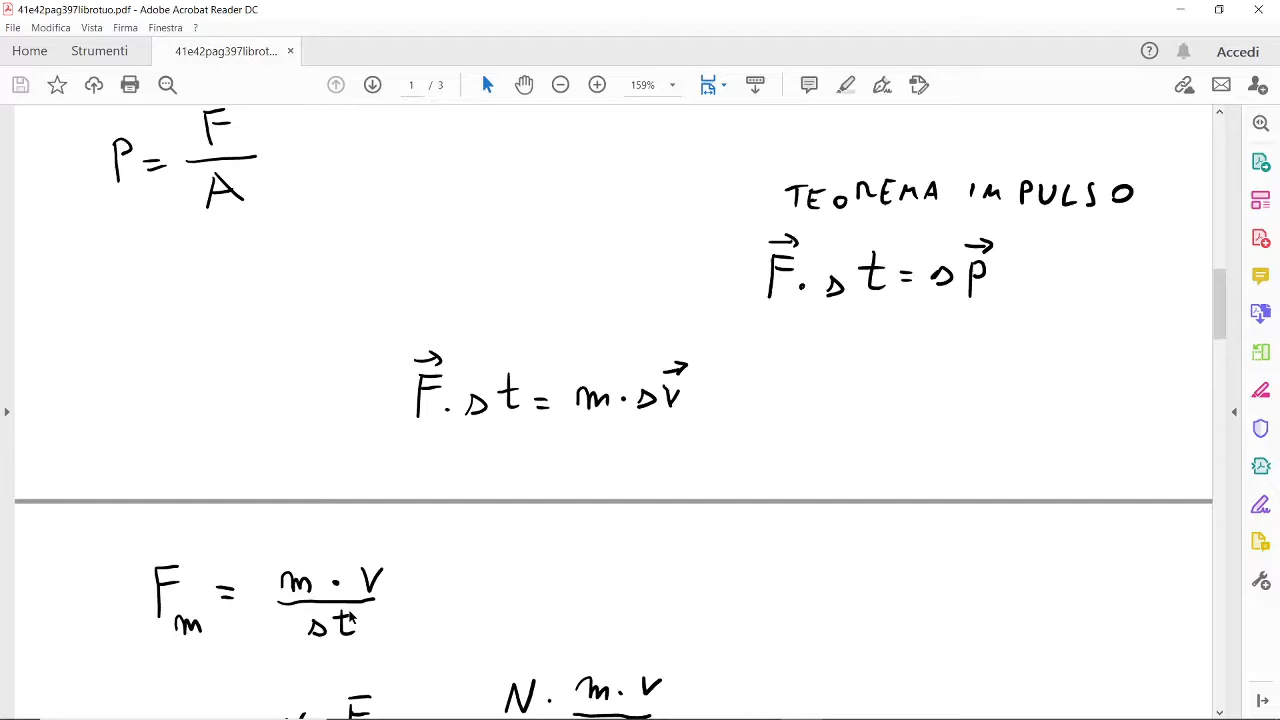 41e42pag397librotuo.pdf - Adobe Acrobat Reader DC
File Modifica Vista Firma Finestra ?
Home Strumenti 41e42pag397librot... × ? Accedi
1 / 3 159%
P = F / A
TEOREMA IMPULSO
F⃗ · Δt = Δp⃗
F⃗ · Δt = m · Δv⃗
Fm = m · v / Δt
F N · m · v